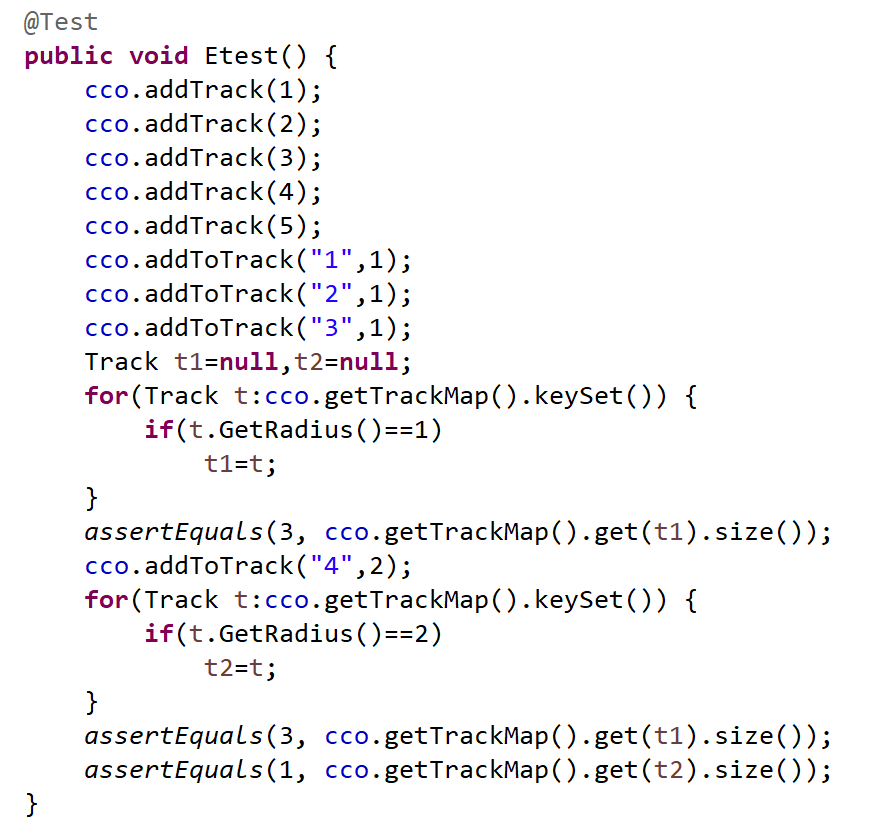 @Test
public void Etest() {
    cco.addTrack(1);
    cco.addTrack(2);
    cco.addTrack(3);
    cco.addTrack(4);
    cco.addTrack(5);
    cco.addToTrack("1",1);
    cco.addToTrack("2",1);
    cco.addToTrack("3",1);
    Track t1=null,t2=null;
    for(Track t:cco.getTrackMap().keySet()) {
        if(t.GetRadius()==1)
            t1=t;
    }
    assertEquals(3, cco.getTrackMap().get(t1).size());
    cco.addToTrack("4",2);
    for(Track t:cco.getTrackMap().keySet()) {
        if(t.GetRadius()==2)
            t2=t;
    }
    assertEquals(3, cco.getTrackMap().get(t1).size());
    assertEquals(1, cco.getTrackMap().get(t2).size());
}